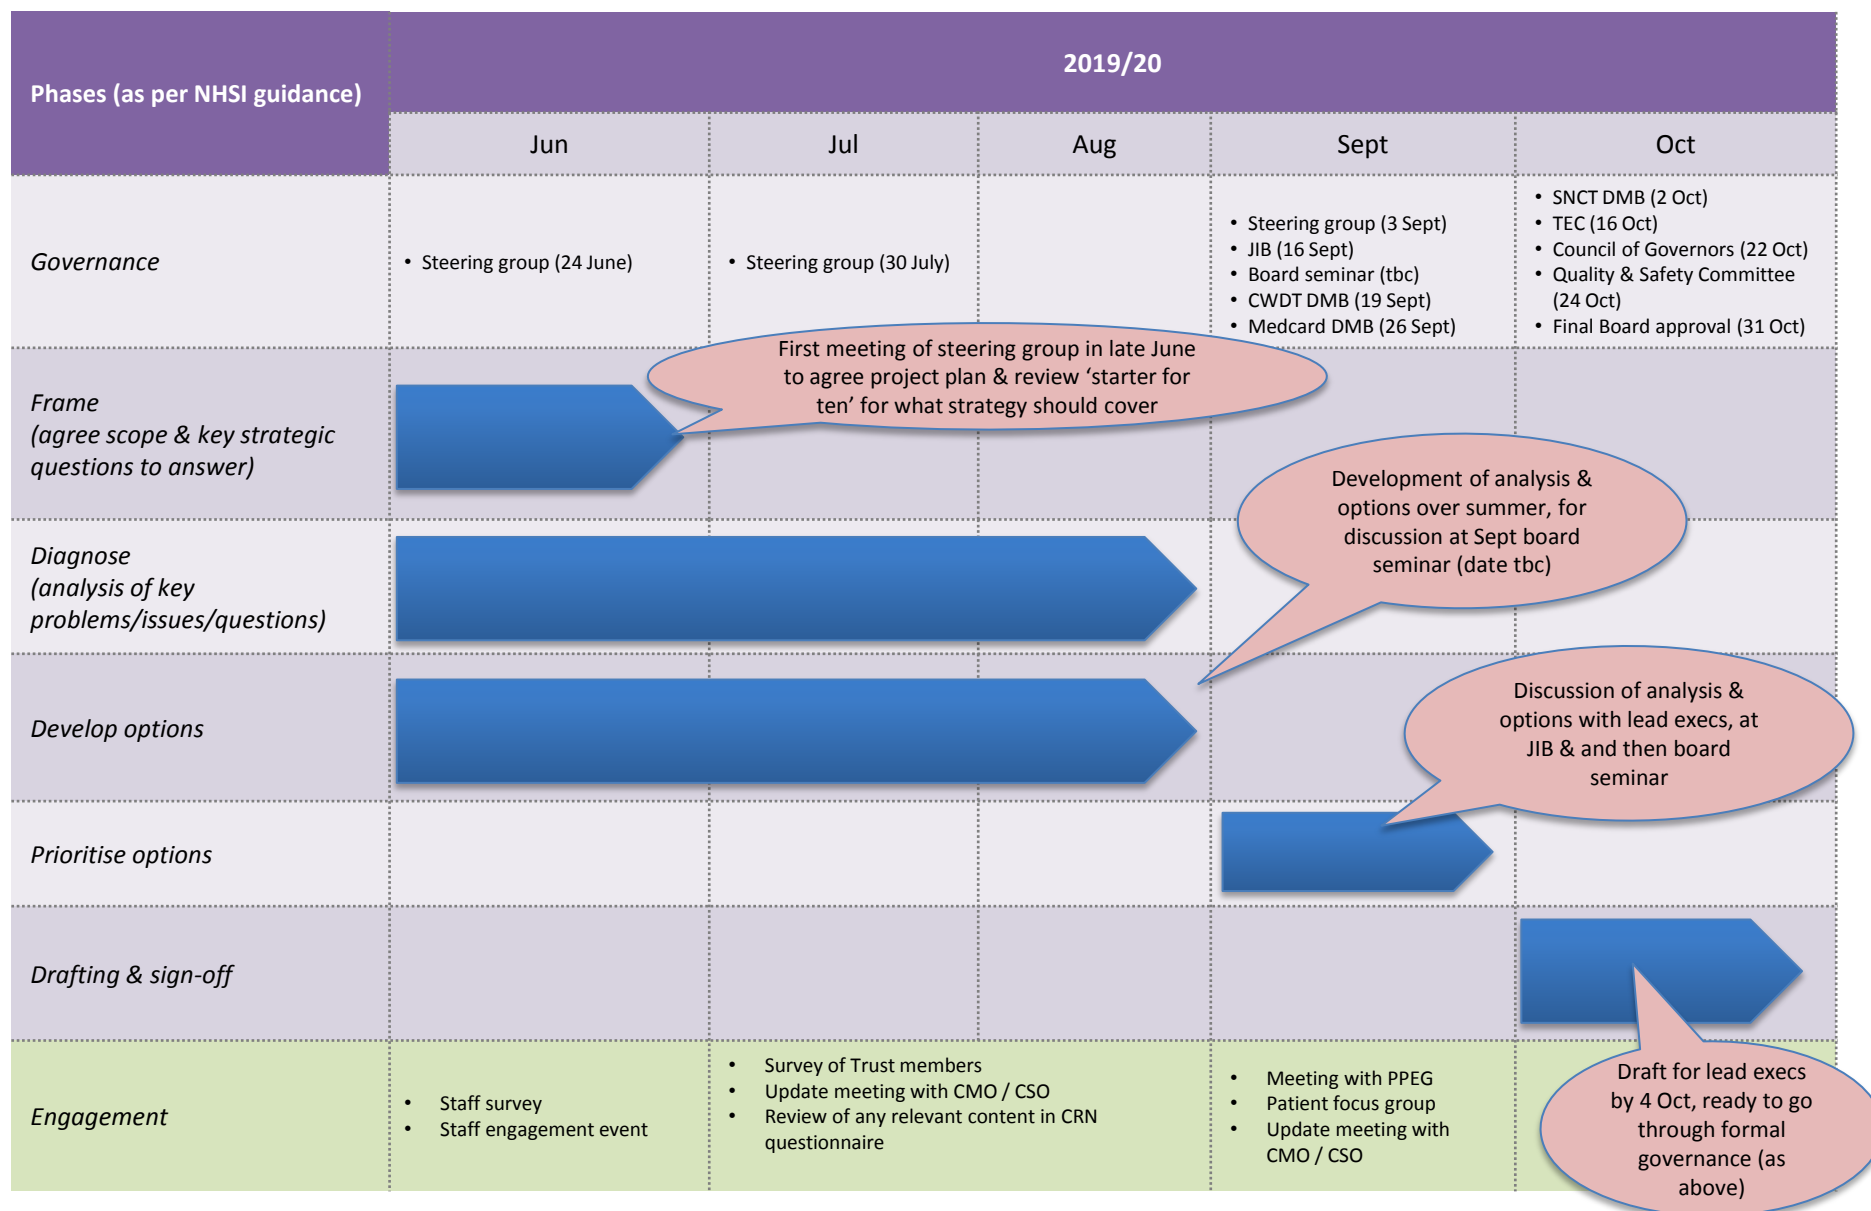 Phases (as per NHSI guidance)
2019/20
Jun
Jul
Aug
Sept
Oct
Governance
• Steering group (24 June)
• Steering group (30 July)
• Steering group (3 Sept)
• JIB (16 Sept)
• Board seminar (tbc)
• CWDT DMB (19 Sept)
• Medcard DMB (26 Sept)
• SNCT DMB (2 Oct)
• TEC (16 Oct)
• Council of Governors (22 Oct)
• Quality & Safety Committee
(24 Oct)
• Final Board approval (31 Oct)
Frame
(agree scope & key strategic
questions to answer)
First meeting of steering group in late June
to agree project plan & review ‘starter for
ten’ for what strategy should cover
Diagnose
(analysis of key
problems/issues/questions)
Development of analysis &
options over summer, for
discussion at Sept board
seminar (date tbc)
Develop options
Discussion of analysis &
options with lead execs, at
JIB & and then board
seminar
Prioritise options
Drafting & sign-off
Engagement
• Staff survey
• Staff engagement event
• Survey of Trust members
• Update meeting with CMO / CSO
• Review of any relevant content in CRN
questionnaire
• Meeting with PPEG
• Patient focus group
• Update meeting with
CMO / CSO
Draft for lead execs
by 4 Oct, ready to go
through formal
governance (as
above)